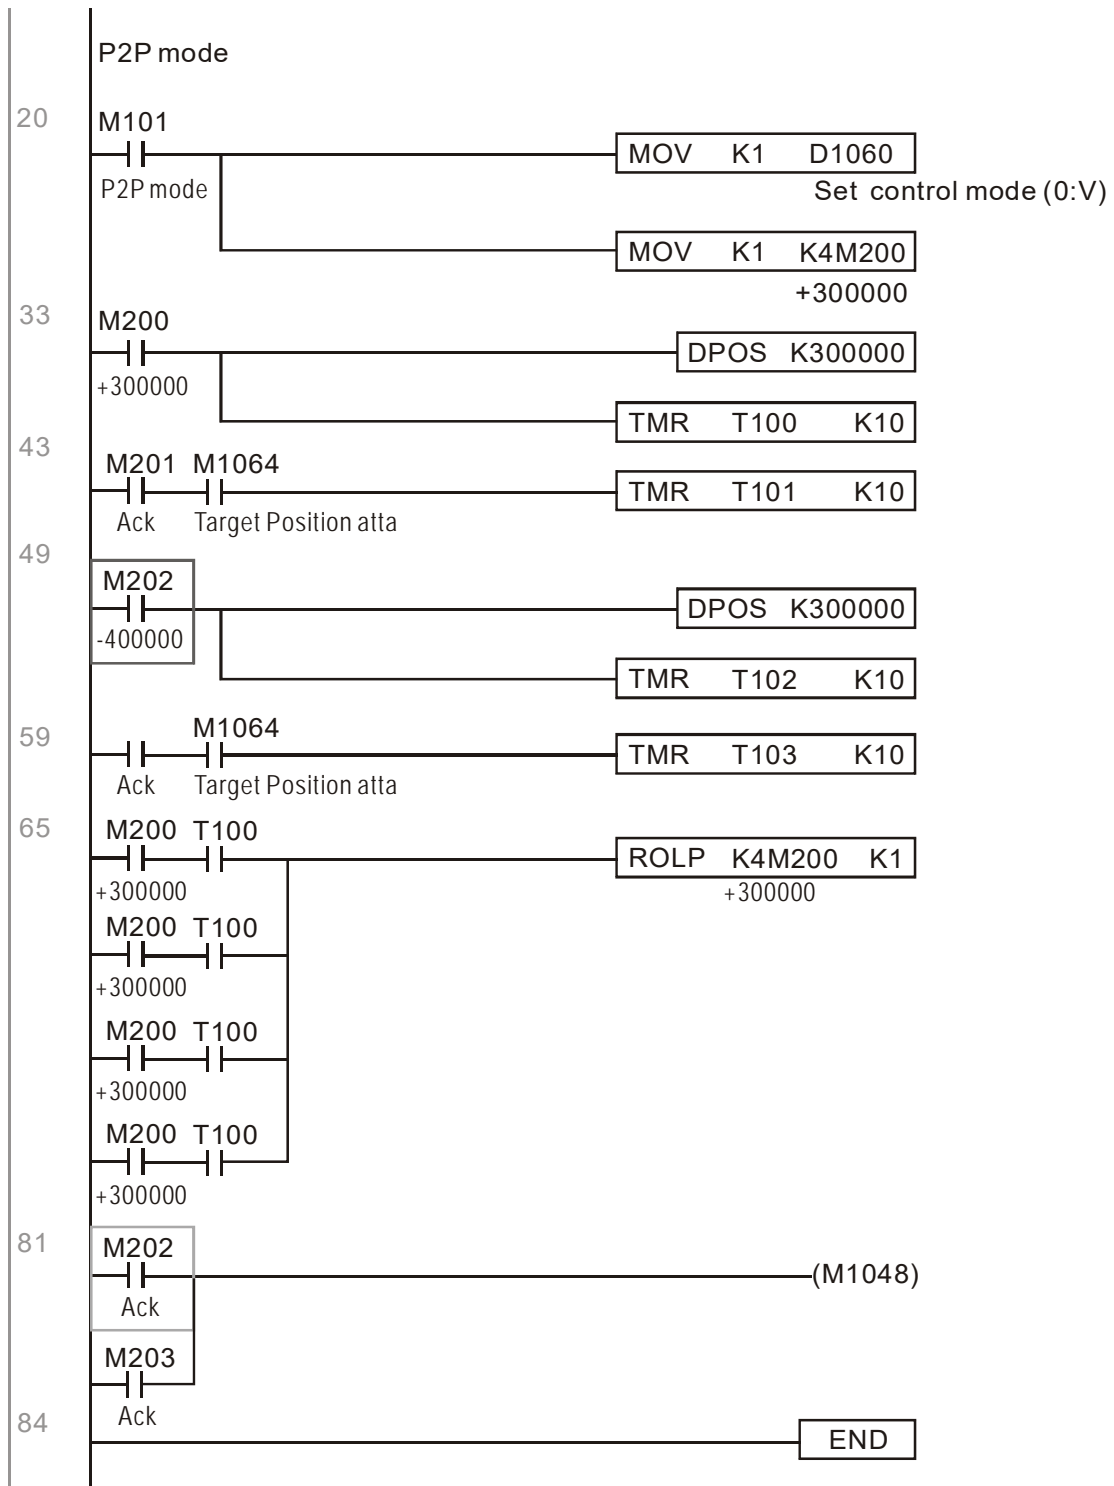 P2P mode
20
M101
MOV K1 D1060
P2P mode
Set control mode (0:V)
MOV K1 K4M200
+300000
33
M200
DPOS K300000
+300000
TMR T100 K10
43
M201 M1064
TMR T101 K10
Ack Target Position atta
49
M202
DPOS K300000
-400000
TMR T102 K10
59
M1064
TMR T103 K10
Ack Target Position atta
65
M200 T100
ROLP K4M200 K1
+300000 +300000
M200 T100
+300000
M200 T100
+300000
M200 T100
+300000
81
M202
(M1048)
Ack
M203
Ack
84
END